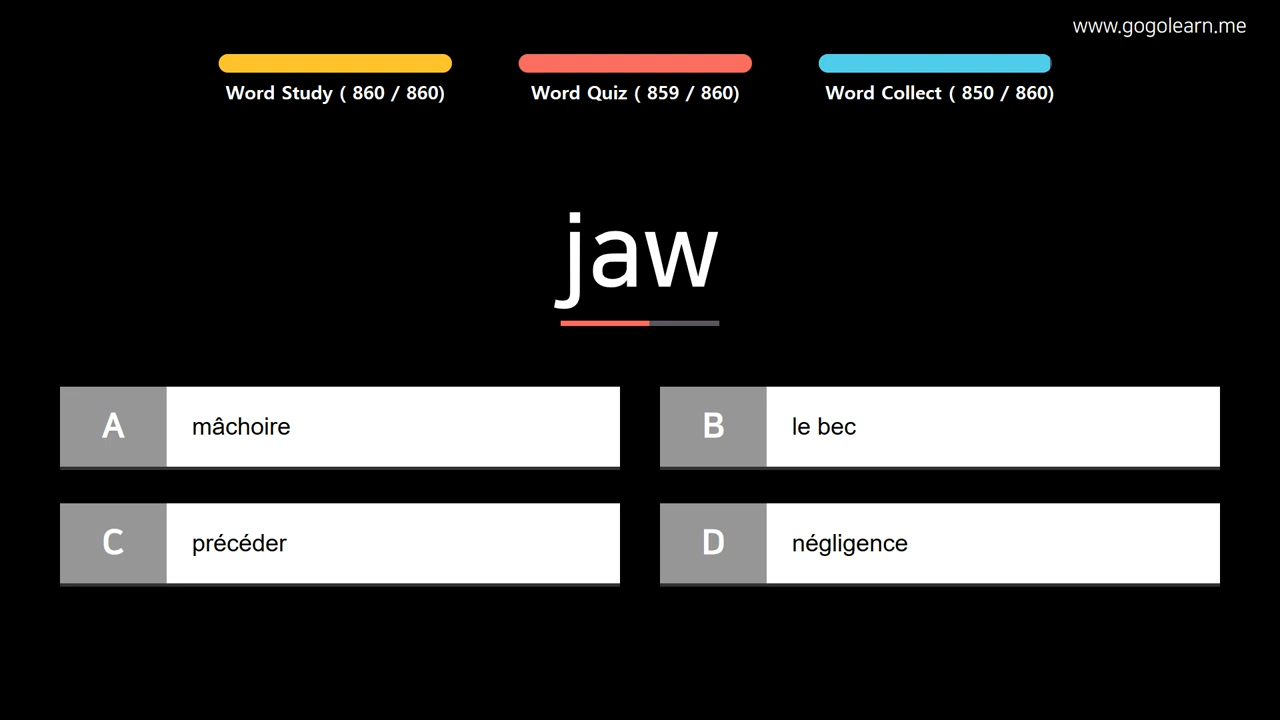 www.gogolearn.me
Word Study ( 860 / 860)
Word Quiz ( 859 / 860)
Word Collect ( 850 / 860)
jaw
A mâchoire
B le bec
C précéder
D négligence